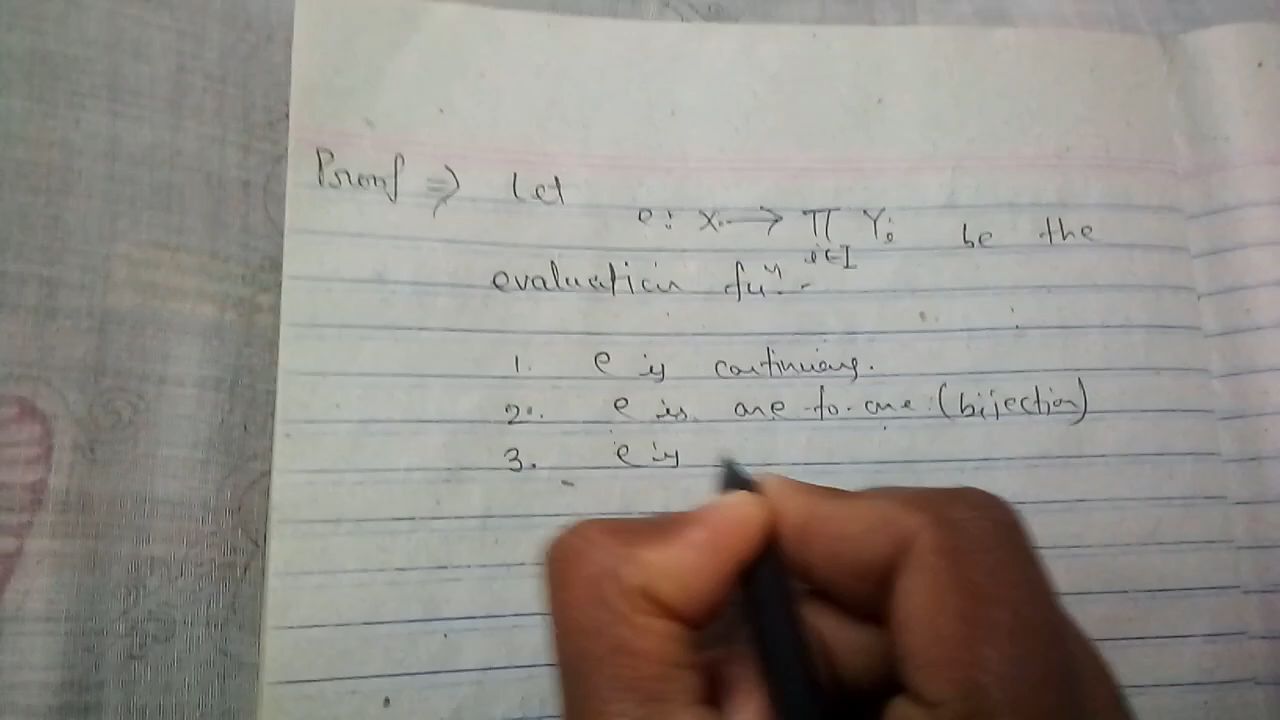 Proof ⇒ Let
e: X → ∏ Yᵢ be the
i∈I
evaluation fuⁿ -
1. e is continuous.
2. e is one-to-one (bijection)
3. e is